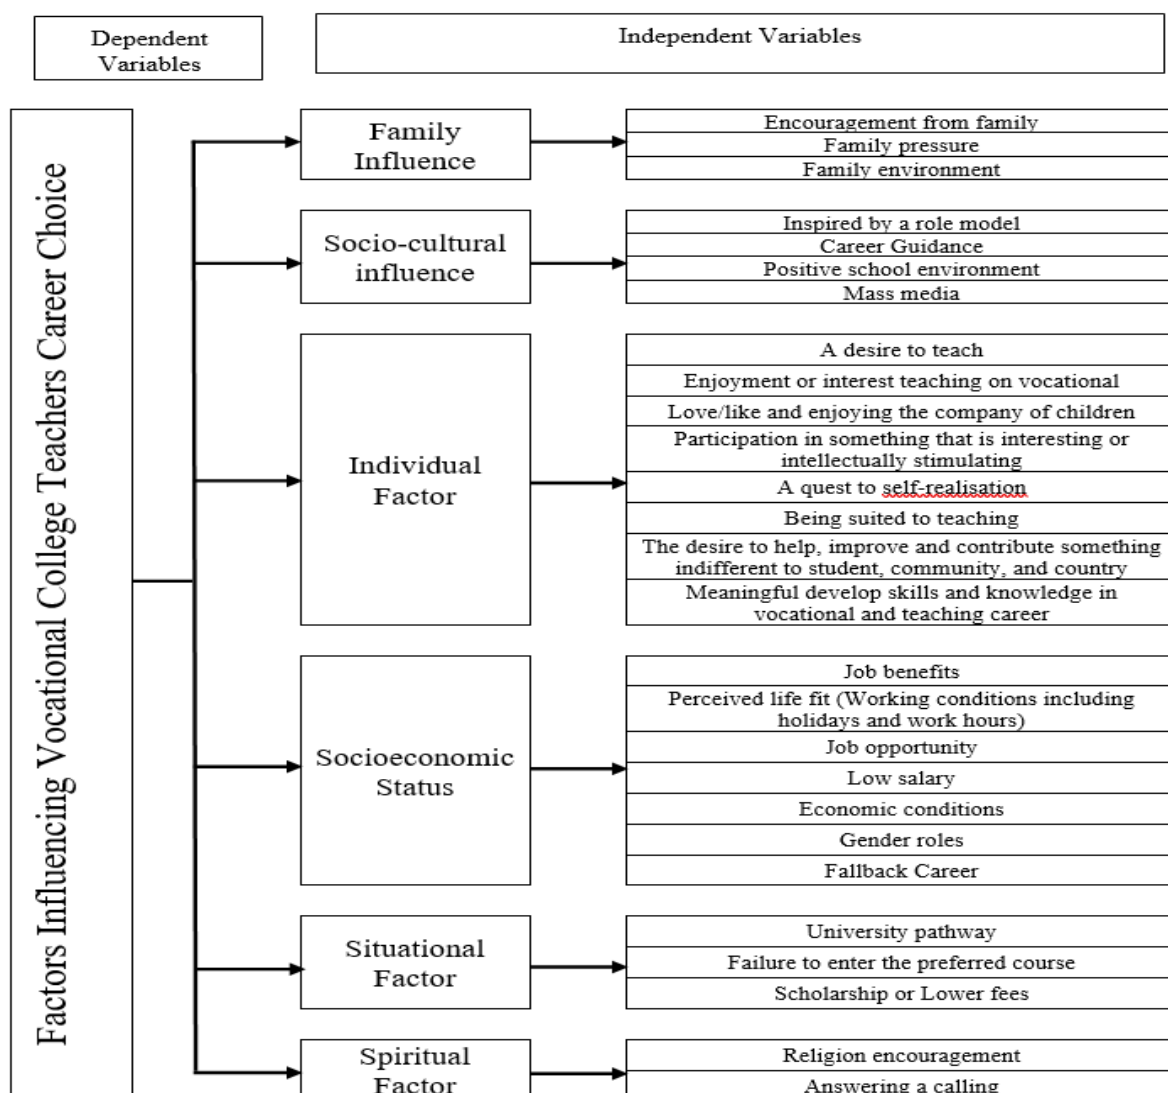 Dependent
Variables
Independent Variables
Factors Influencing Vocational College Teachers Career Choice
Family
Influence
Encouragement from family
Family pressure
Family environment
Socio-cultural
influence
Inspired by a role model
Career Guidance
Positive school environment
Mass media
Individual
Factor
A desire to teach
Enjoyment or interest teaching on vocational
Love/like and enjoying the company of children
Participation in something that is interesting or
intellectually stimulating
A quest to self-realisation
Being suited to teaching
The desire to help, improve and contribute something
indifferent to student, community, and country
Meaningful develop skills and knowledge in
vocational and teaching career
Socioeconomic
Status
Job benefits
Perceived life fit (Working conditions including
holidays and work hours)
Job opportunity
Low salary
Economic conditions
Gender roles
Fallback Career
Situational
Factor
University pathway
Failure to enter the preferred course
Scholarship or Lower fees
Spiritual
Factor
Religion encouragement
Answering a calling